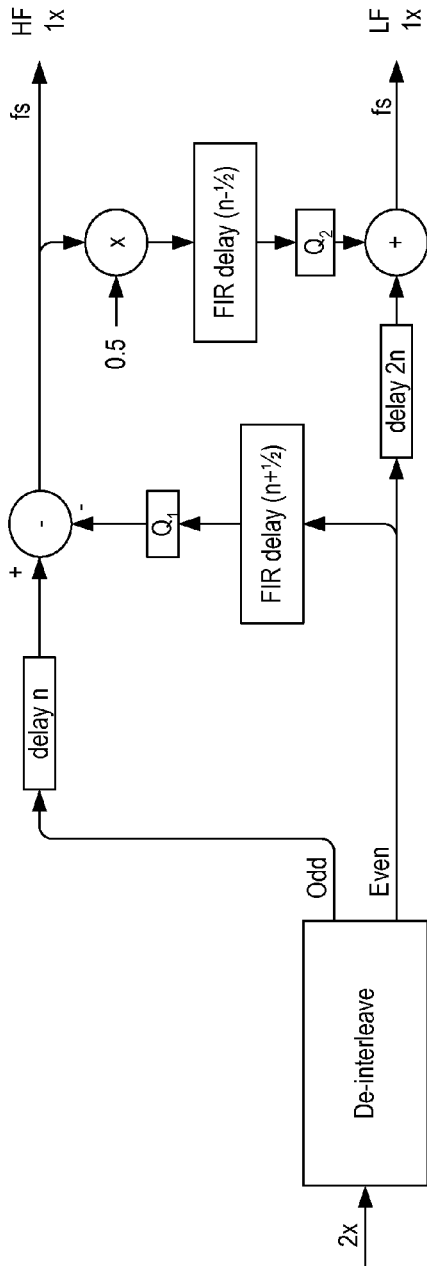 2x
De-interleave
Odd
Even
delay n
+
-
-
Q1
FIR delay (n+½)
0.5
x
FIR delay (n-½)
Q2
delay 2n
+
fs
HF
1x
fs
LF
1x